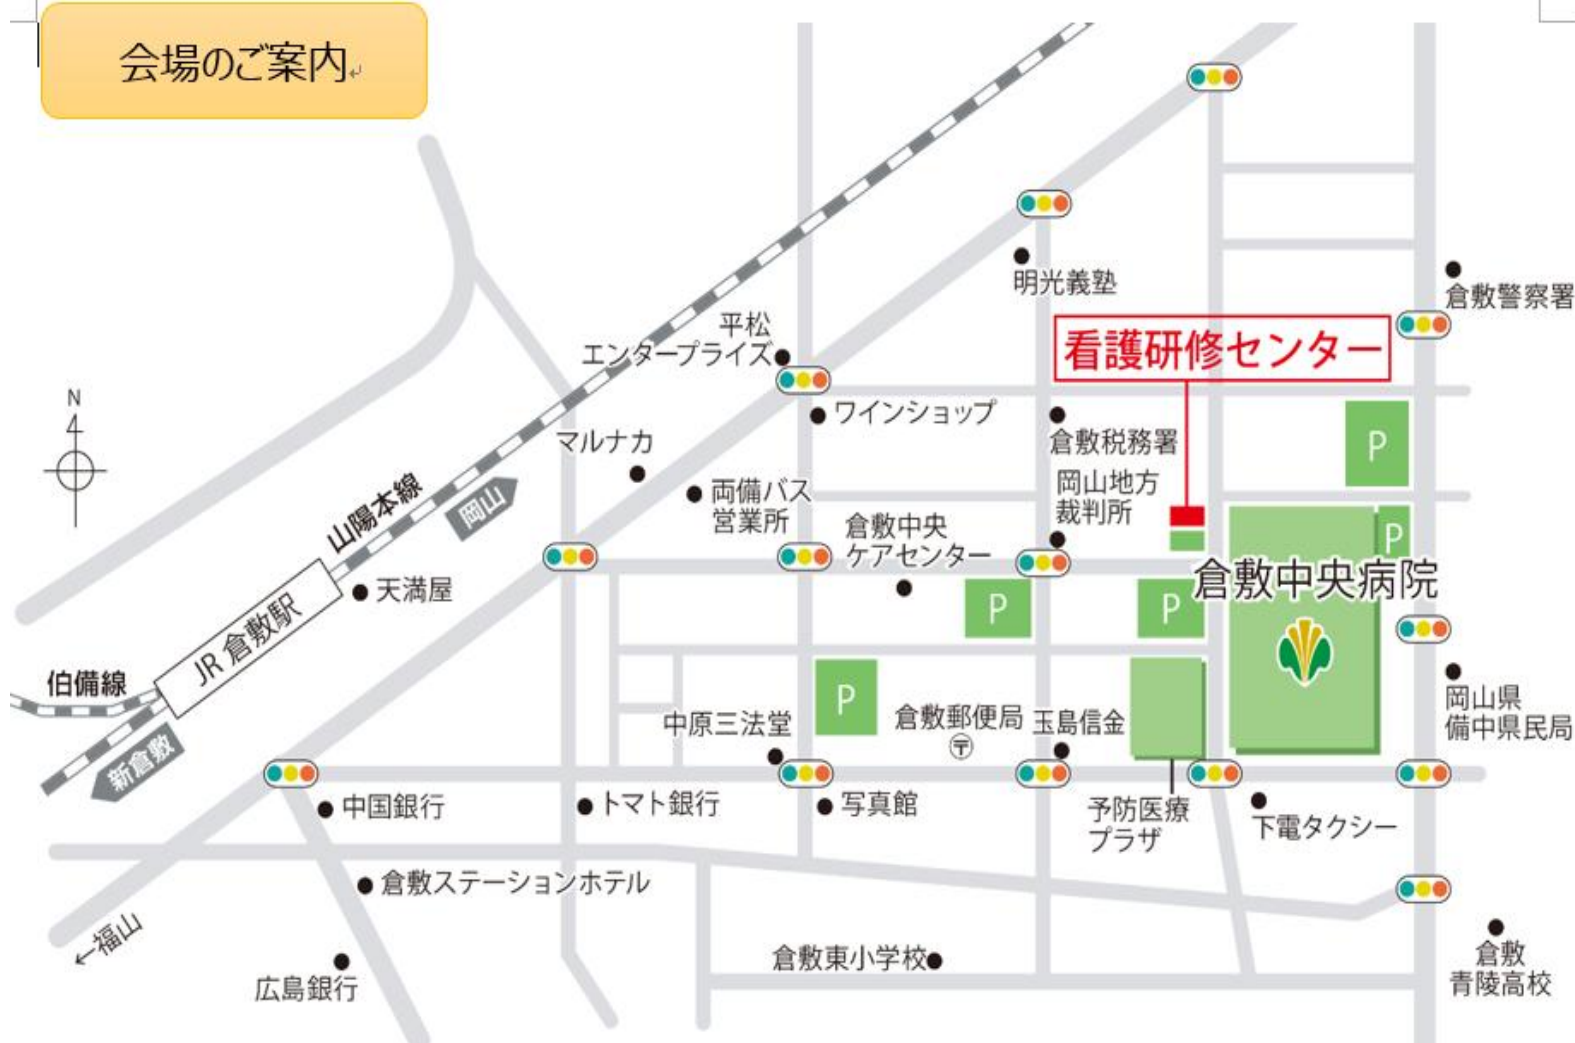 会場のご案内
明光義塾
倉敷警察署
平松
エンタープライズ
看護研修センター
N
ワインショップ
マルナカ
倉敷税務署
P
岡山地方
裁判所
両備バス
営業所
山陽本線
岡山
倉敷中央
ケアセンター
P
倉敷中央病院
天満屋
P
P
JR 倉敷駅
伯備線
P
岡山県
備中県民局
中原三法堂
倉敷郵便局
〒
玉島信金
新倉敷
中国銀行
トマト銀行
写真館
予防医療
プラザ
下電タクシー
倉敷ステーションホテル
←福山
倉敷東小学校
倉敷
青陵高校
広島銀行